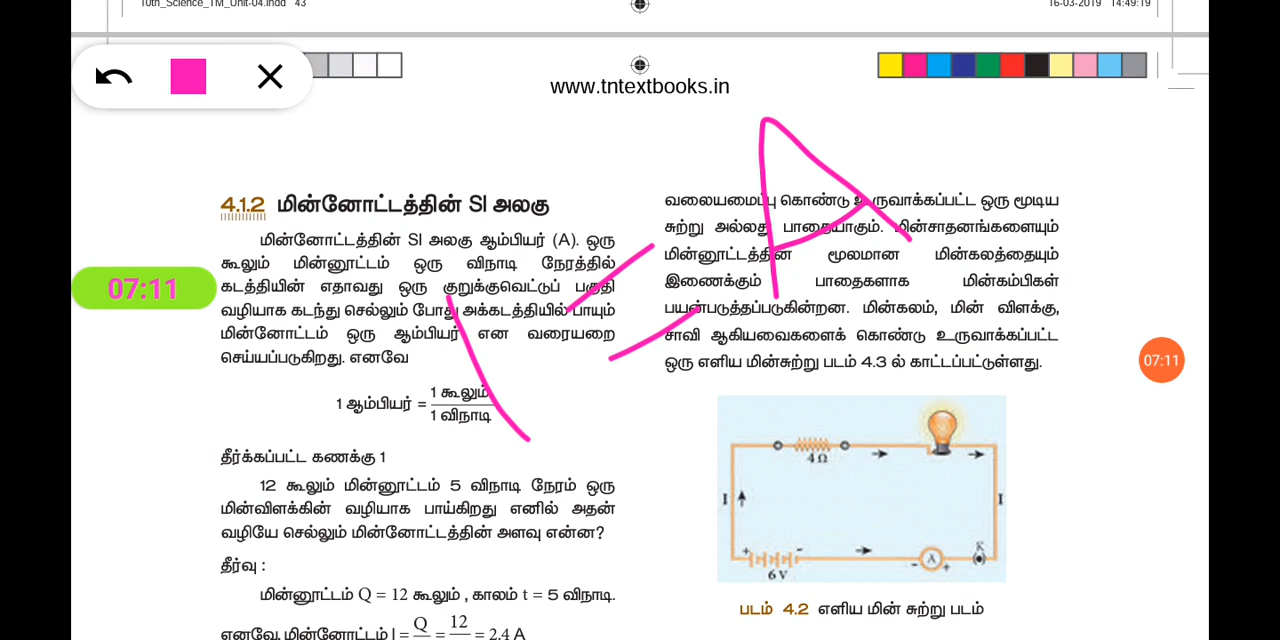 10th_Science_TM_Unit-04.indd 43
16-03-2019 14:49:19
www.tntextbooks.in
07:11
4.1.2 மின்னோட்டத்தின் SI அலகு
மின்னோட்டத்தின் SI அலகு ஆம்பியர் (A). ஒரு
கூலும் மின்னூட்டம் ஒரு விநாடி நேரத்தில்
கடத்தியின் எதாவது ஒரு குறுக்குவெட்டுப் பகுதி
வழியாக கடந்து செல்லும் போது அக்கடத்தியில் பாயும்
மின்னோட்டம் ஒரு ஆம்பியர் என வரையறை
செய்யப்படுகிறது. எனவே
1 ஆம்பியர் = 1 கூலும் / 1 விநாடி
தீர்க்கப்பட்ட கணக்கு 1
12 கூலும் மின்னூட்டம் 5 விநாடி நேரம் ஒரு
மின்விளக்கின் வழியாக பாய்கிறது எனில் அதன்
வழியே செல்லும் மின்னோட்டத்தின் அளவு என்ன?
தீர்வு :
மின்னூட்டம் Q = 12 கூலும் , காலம் t = 5 விநாடி.
எனவே, மின்னோட்டம் I = Q = 12 = 2.4 A
A
வலையமைப்பு கொண்டு உருவாக்கப்பட்ட ஒரு மூடிய
சுற்று அல்லது பாதையாகும். மின்சாதனங்களையும்
மின்னூட்டத்தின் மூலமான மின்கலத்தையும்
இணைக்கும் பாதைகளாக மின்கம்பிகள்
பயன்படுத்தப்படுகின்றன. மின்கலம், மின் விளக்கு,
சாவி ஆகியவைகளைக் கொண்டு உருவாக்கப்பட்ட
ஒரு எளிய மின்சுற்று படம் 4.3 ல் காட்டப்பட்டுள்ளது.
07:11
4 Ω
I
I
+ -
6 V
- A +
K
படம் 4.2 எளிய மின் சுற்று படம்